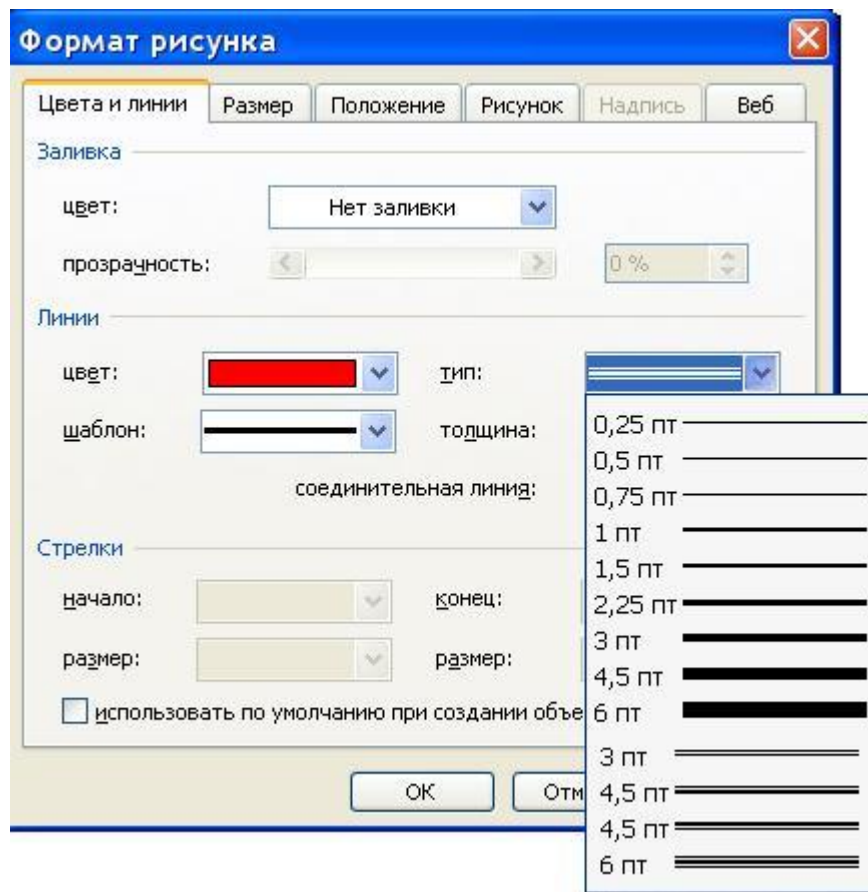 Формат рисунка
Цвета и линии Размер Положение Рисунок Надпись Веб
Заливка
цвет: Нет заливки
прозрачность: 0 %
Линии
цвет: тип:
шаблон: толщина:
соединительная линия:
Стрелки
начало: конец:
размер: размер:
использовать по умолчанию при создании объе
ОК Отм
0,25 пт
0,5 пт
0,75 пт
1 пт
1,5 пт
2,25 пт
3 пт
4,5 пт
6 пт
3 пт
4,5 пт
4,5 пт
6 пт